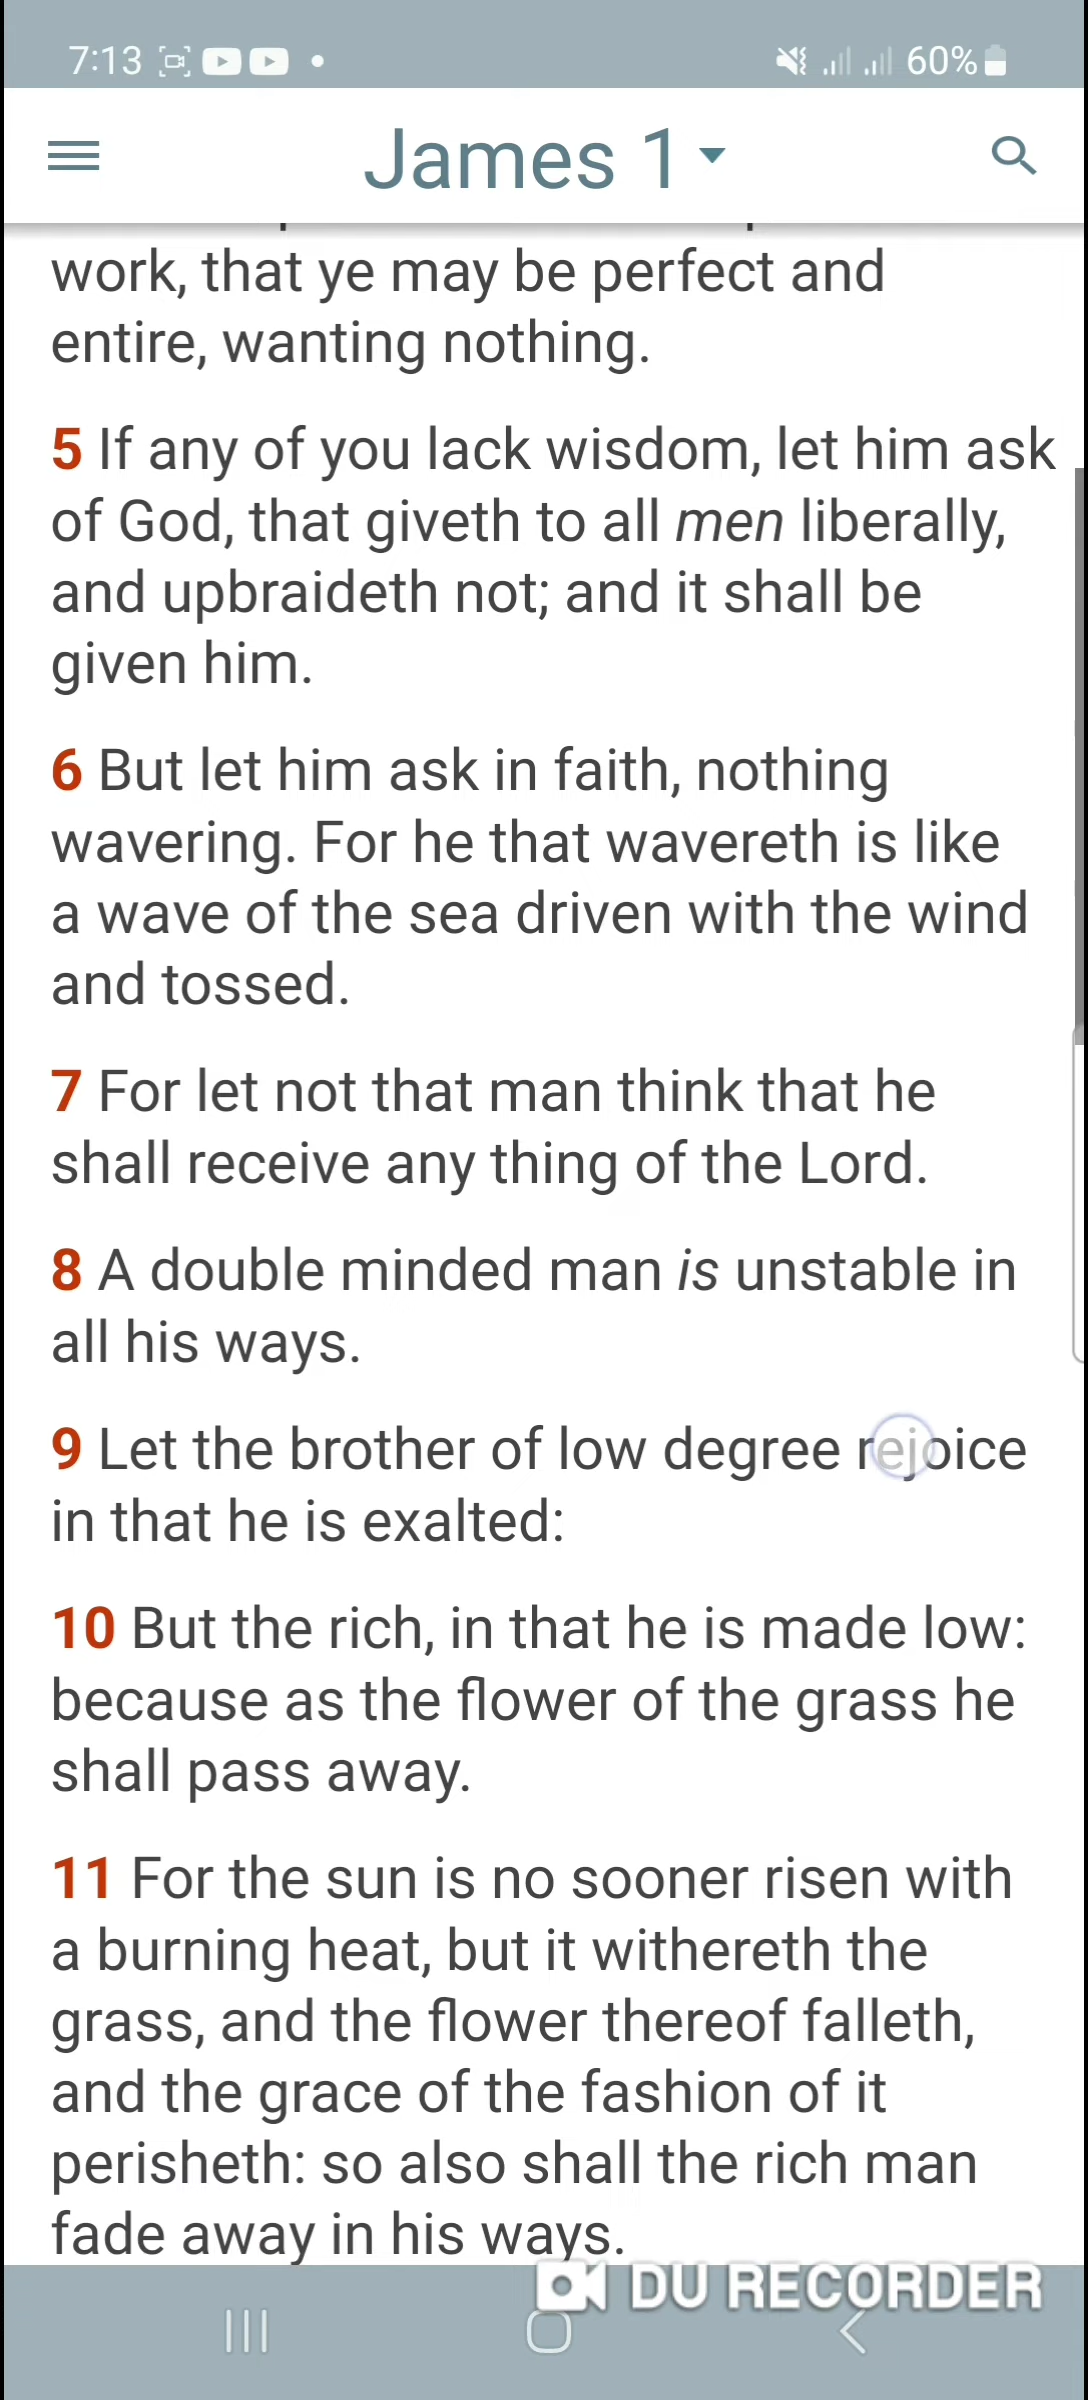 7:13
60%
James 1
work, that ye may be perfect and
entire, wanting nothing.
5 If any of you lack wisdom, let him ask
of God, that giveth to all men liberally,
and upbraideth not; and it shall be
given him.
6 But let him ask in faith, nothing
wavering. For he that wavereth is like
a wave of the sea driven with the wind
and tossed.
7 For let not that man think that he
shall receive any thing of the Lord.
8 A double minded man is unstable in
all his ways.
9 Let the brother of low degree rejoice
in that he is exalted:
10 But the rich, in that he is made low:
because as the flower of the grass he
shall pass away.
11 For the sun is no sooner risen with
a burning heat, but it withereth the
grass, and the flower thereof falleth,
and the grace of the fashion of it
perisheth: so also shall the rich man
fade away in his ways.
DU RECORDER